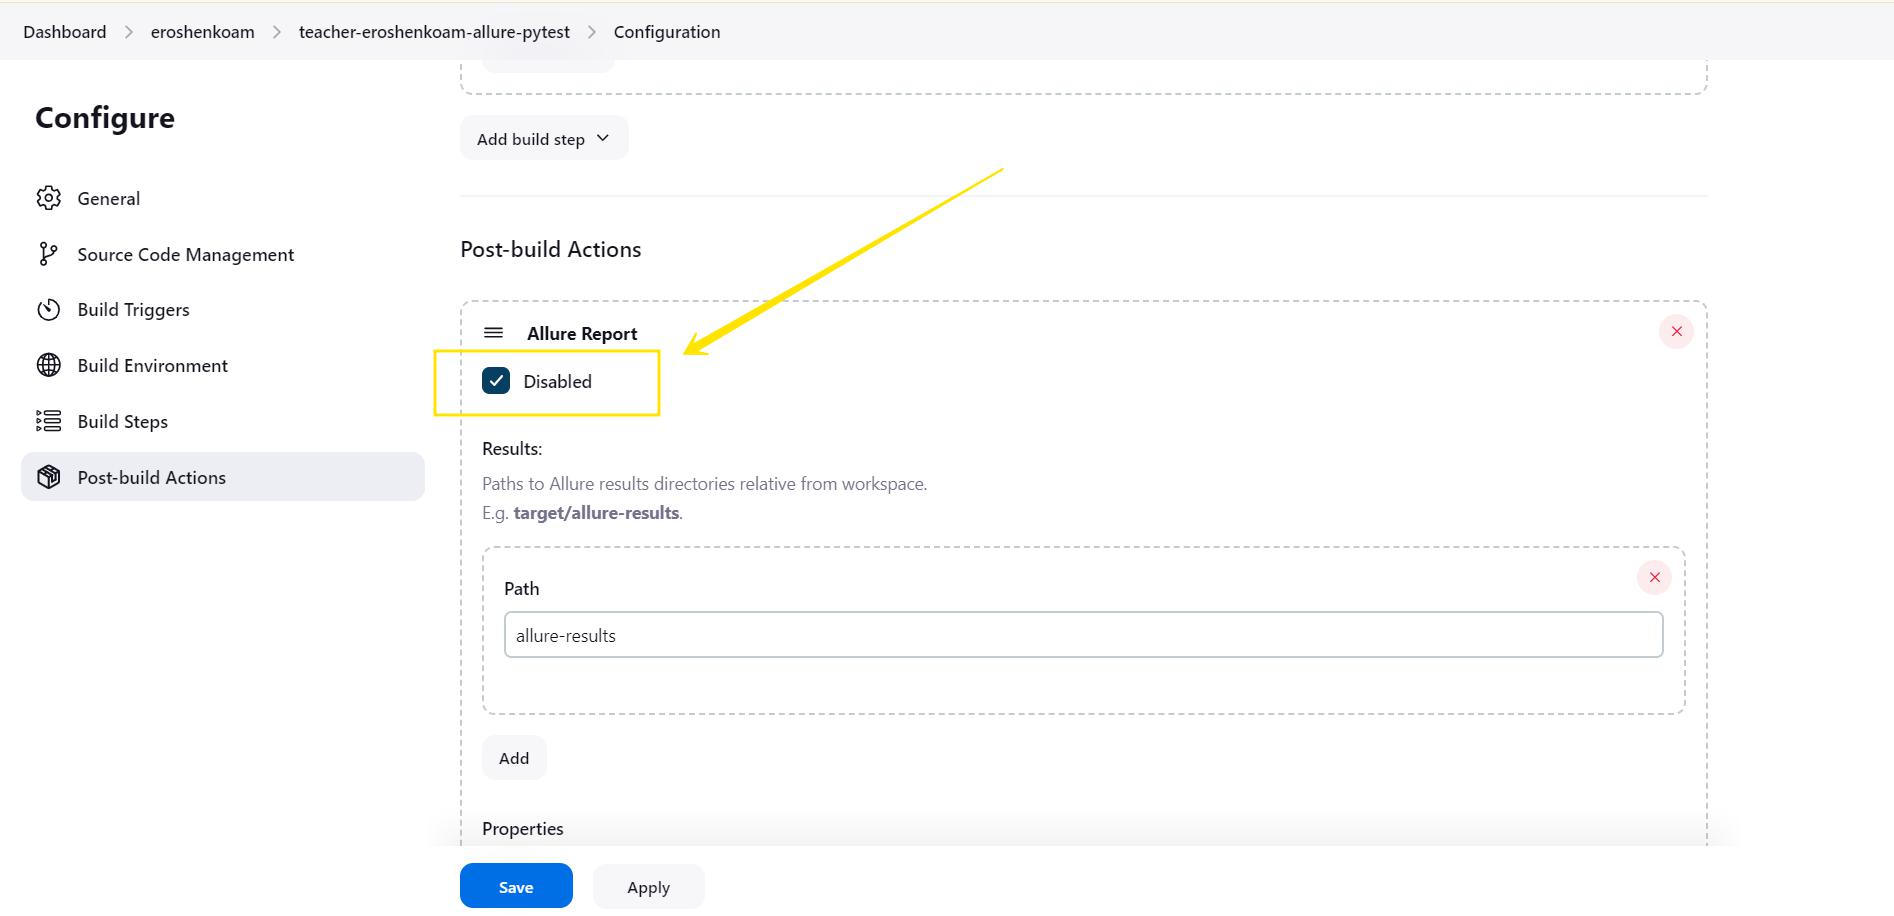 Dashboard > eroshenkoam > teacher-eroshenkoam-allure-pytest > Configuration
Configure
General
Source Code Management
Build Triggers
Build Environment
Build Steps
Post-build Actions
Add build step
Post-build Actions
Allure Report
Disabled
Results:
Paths to Allure results directories relative from workspace.
E.g. target/allure-results.
Path
allure-results
Add
Properties
Save Apply